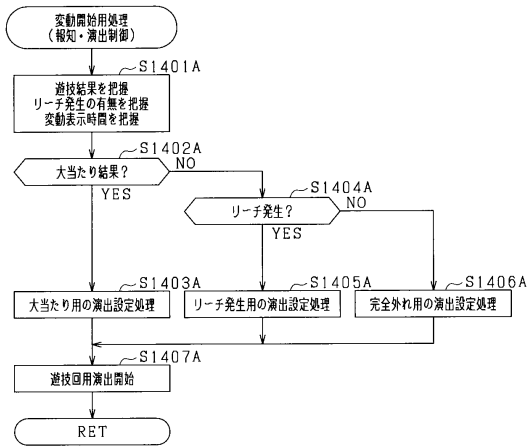 変動開始用処理
(報知・演出制御)
S1401A
遊技結果を把握
リーチ発生の有無を把握
変動表示時間を把握
S1402A
大当たり結果?
NO
YES
S1404A
リーチ発生?
NO
YES
S1403A
大当たり用の演出設定処理
S1405A
リーチ発生用の演出設定処理
S1406A
完全外れ用の演出設定処理
S1407A
遊技回用演出開始
RET